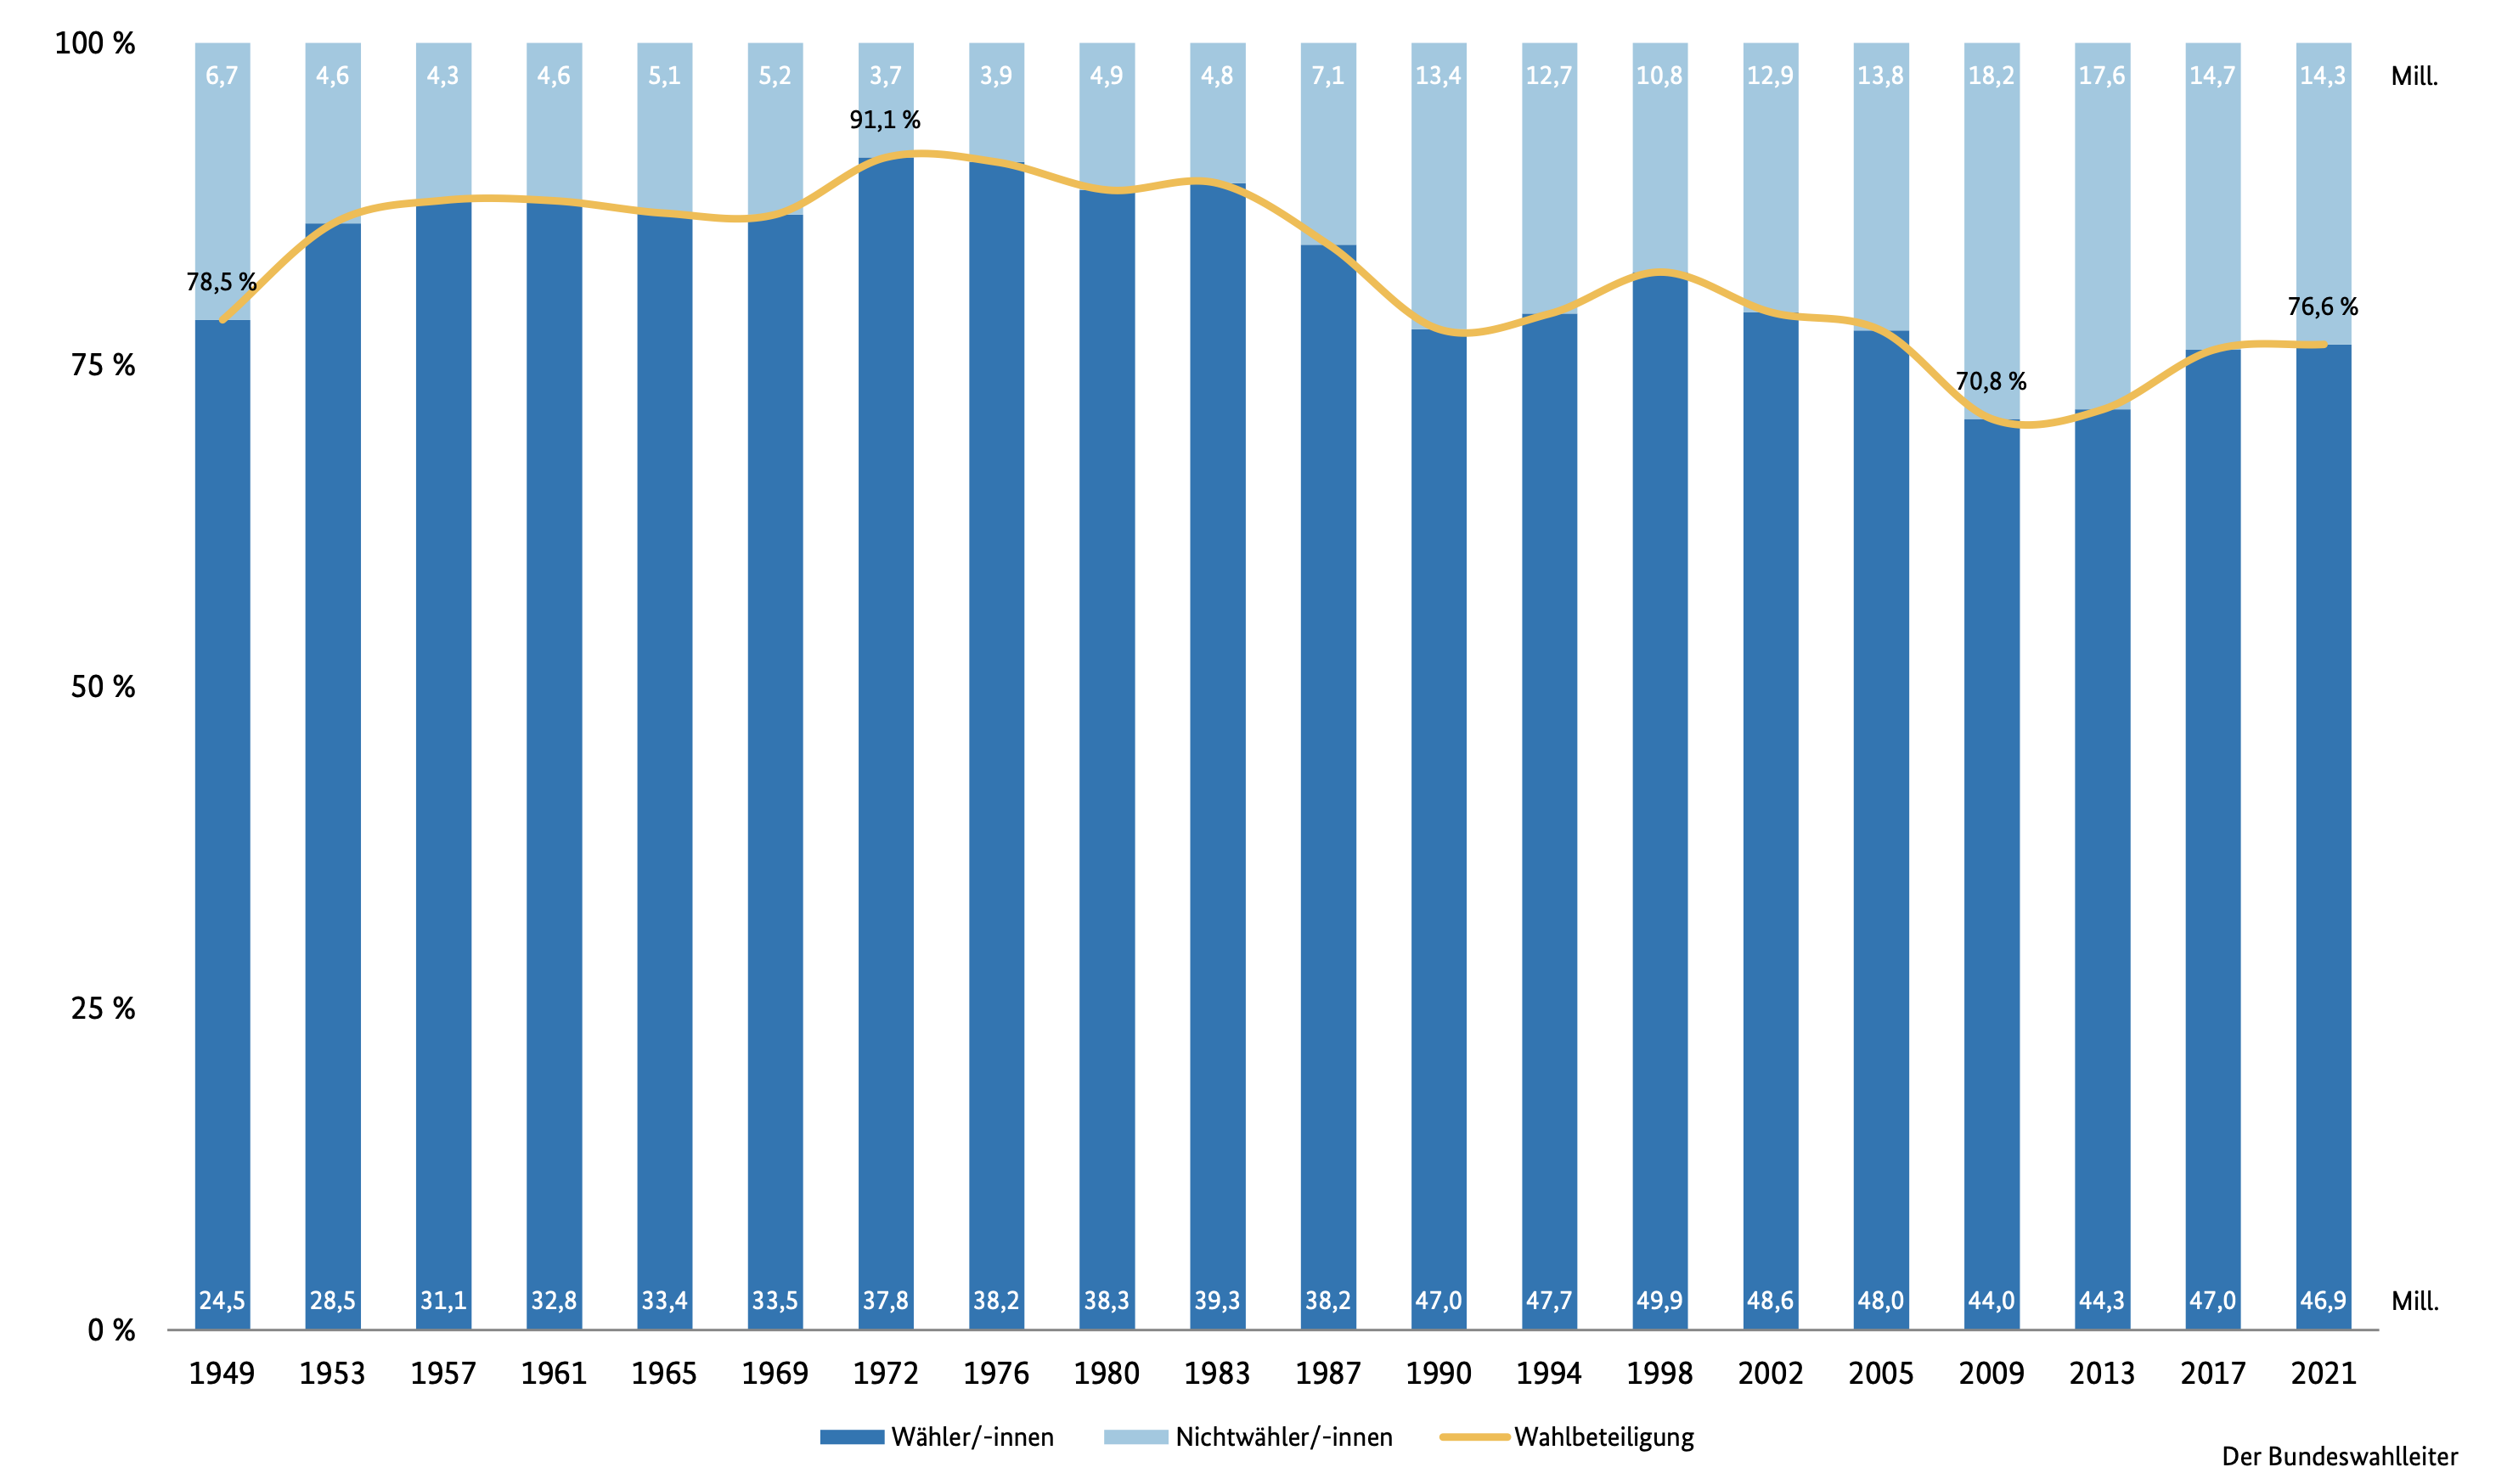 100 %
6,7 4,6 4,3 4,6 5,1 5,2 3,7 3,9 4,9 4,8 7,1 13,4 12,7 10,8 12,9 13,8 18,2 17,6 14,7 14,3 Mill.
91,1 %
78,5 %
76,6 %
75 %
70,8 %
50 %
25 %
24,5 28,5 31,1 32,8 33,4 33,5 37,8 38,2 38,3 39,3 38,2 47,0 47,7 49,9 48,6 48,0 44,0 44,3 47,0 46,9 Mill.
0 %
1949 1953 1957 1961 1965 1969 1972 1976 1980 1983 1987 1990 1994 1998 2002 2005 2009 2013 2017 2021
Wähler/-innen Nichtwähler/-innen Wahlbeteiligung
Der Bundeswahlleiter